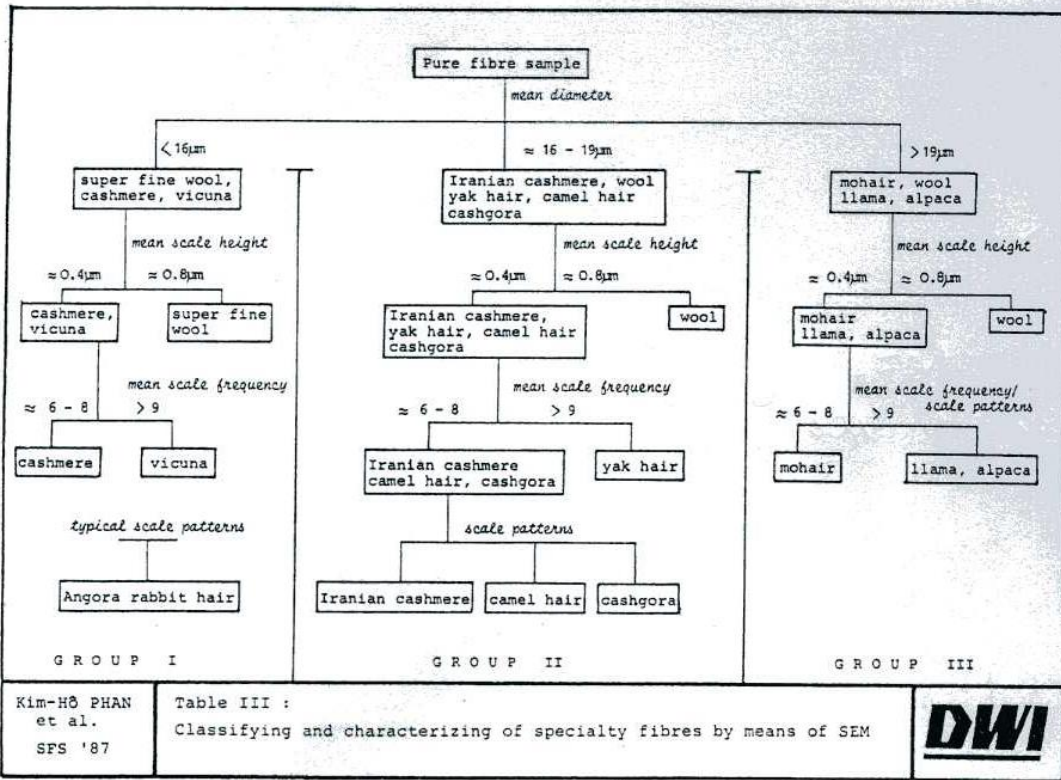 Pure fibre sample
mean diameter
<16µm
≈ 16 - 19µm
>19µm
super fine wool,
cashmere, vicuna
Iranian cashmere, wool
yak hair, camel hair
cashgora
mohair, wool
llama, alpaca
mean scale height
mean scale height
mean scale height
≈0.4µm
≈0.8µm
≈0.4µm
≈0.8µm
≈0.4µm
≈0.8µm
cashmere,
vicuna
super fine
wool
Iranian cashmere,
yak hair, camel hair
cashgora
wool
mohair
llama, alpaca
wool
mean scale frequency
mean scale frequency
mean scale frequency/
scale patterns
≈ 6 - 8
>9
≈ 6 - 8
>9
≈ 6 - 8
>9
cashmere
vicuna
Iranian cashmere
camel hair, cashgora
yak hair
mohair
llama, alpaca
typical scale patterns
scale patterns
Angora rabbit hair
Iranian cashmere
camel hair
cashgora
GROUP I
GROUP II
GROUP III
Kim-Hô PHAN
et al.
SFS '87
Table III :
Classifying and characterizing of specialty fibres by means of SEM
DWI